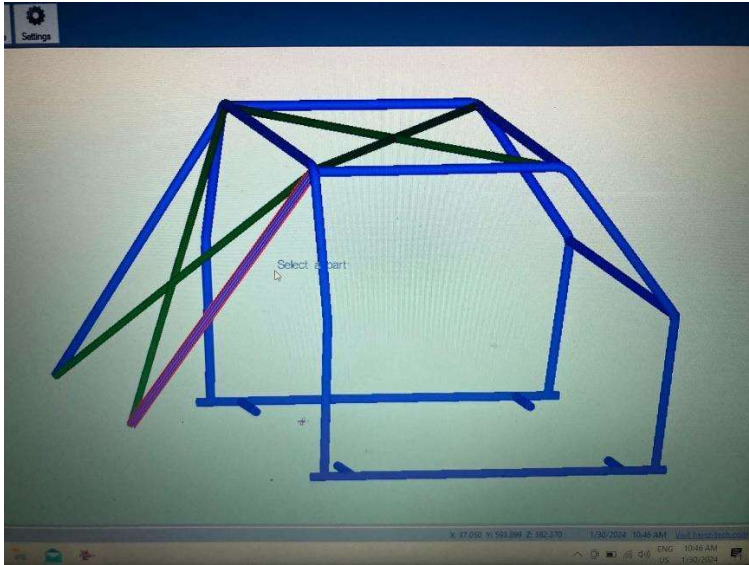 Settings
Select a part
X: 37.050 Y: 593.899 Z: 382.370 1/30/2024 10:46 AM
ENG 10:46 AM
US 1/30/2024